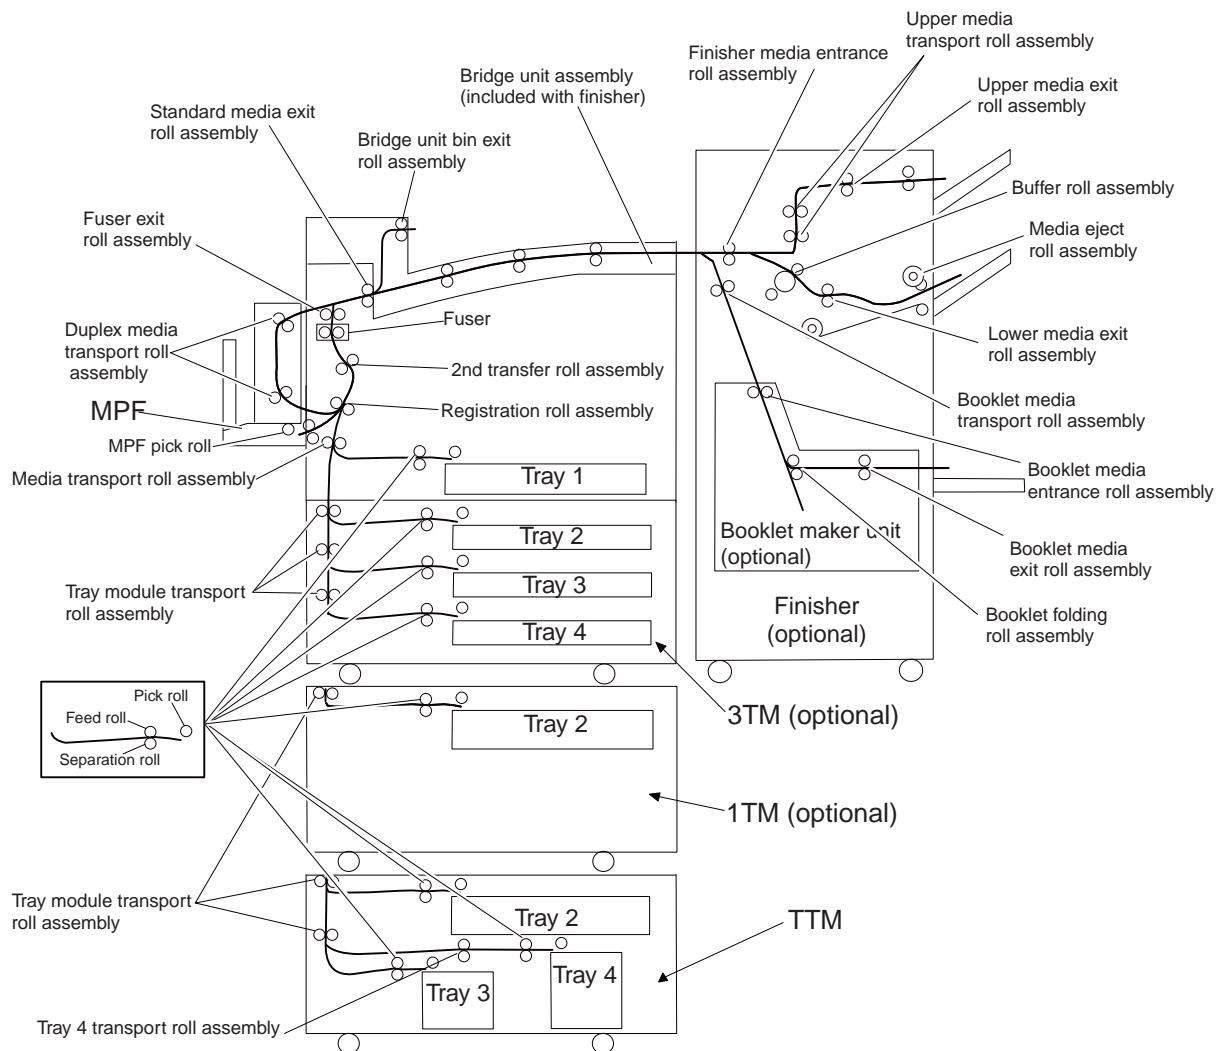 Upper media
transport roll assembly
Finisher media entrance
roll assembly
Bridge unit assembly
(included with finisher)
Upper media exit
roll assembly
Standard media exit
roll assembly
Bridge unit bin exit
roll assembly
Buffer roll assembly
Fuser exit
roll assembly
Media eject
roll assembly
Fuser
Duplex media
transport roll
assembly
Lower media exit
roll assembly
2nd transfer roll assembly
MPF
Registration roll assembly
Booklet media
transport roll assembly
MPF pick roll
Media transport roll assembly
Tray 1
Booklet media
entrance roll assembly
Tray 2
Booklet maker unit
(optional)
Booklet media
exit roll assembly
Tray module transport
roll assembly
Tray 3
Finisher
(optional)
Booklet folding
roll assembly
Tray 4
Pick roll
Feed roll
Separation roll
Tray 2
3TM (optional)
1TM (optional)
Tray module transport
roll assembly
Tray 2
TTM
Tray 4
Tray 3
Tray 4 transport roll assembly